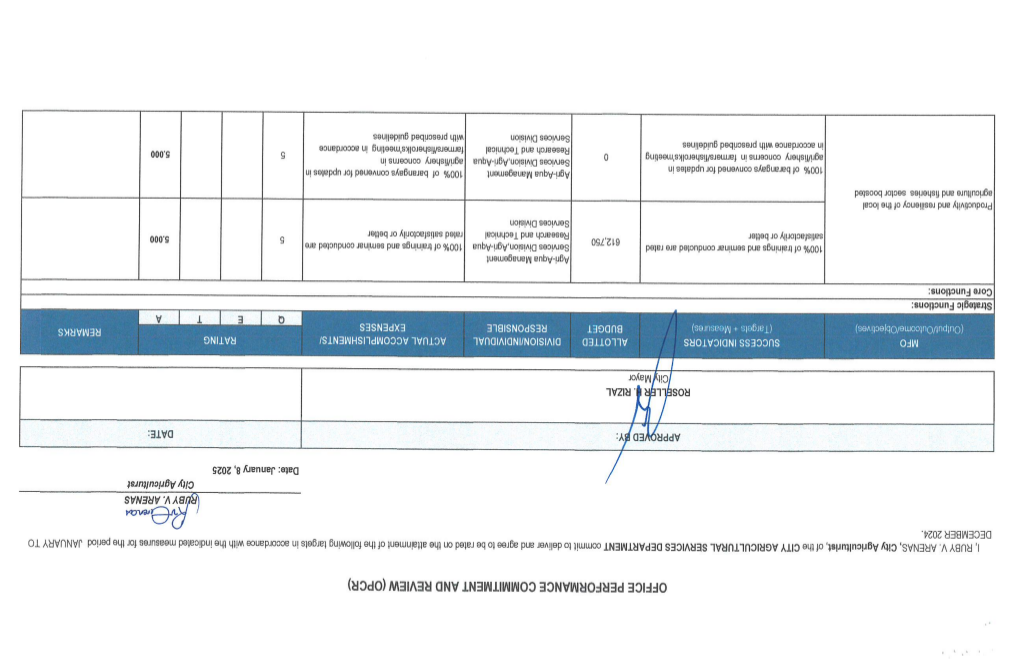 OFFICE PERFORMANCE COMMITMENT AND REVIEW (OPCR)
I, RUBY V. ARENAS, City Agriculturist, of the CITY AGRICULTURAL SERVICES DEPARTMENT commit to deliver and agree to be rated on the attainment of the following targets in accordance with the indicated measures for the period JANUARY TO
DECEMBER 2024.
RUBY V. ARENAS
City Agriculturist
Date: January 8, 2025
APPROVED BY:
DATE:
ROSELLER H. RIZAL
City Mayor
MFO
(Output/Outcome/Objectives)
SUCCESS INDICATORS
(Targets + Measures)
ALLOTTED
BUDGET
DIVISION/INDIVIDUAL
RESPONSIBLE
ACTUAL ACCOMPLISHMENTS/
EXPENSES
RATING
Q
E
T
A
REMARKS
Strategic Functions:
Core Functions:
Productivity and resiliency of the local
agriculture and fisheries sector boosted
100% of trainings and seminar conducted are rated
satisfactorily or better
612,750
Agri-Aqua Management
Services Division,Agri-Aqua
Research and Technical
Services Division
100% of trainings and seminar conducted are
rated satisfactorily or better
5
5.000
100% of barangays convened for updates in
agri/fishery concerns in farmers/fisherfolks'meeting
in accordance with prescribed guidelines
0
Agri-Aqua Management
Services Division,Agri-Aqua
Research and Technical
Services Division
100% of barangays convened for updates in
agri/fishery concerns in
farmers/fisherfolks'meeting in accordance
with prescribed guidelines
5
5.000